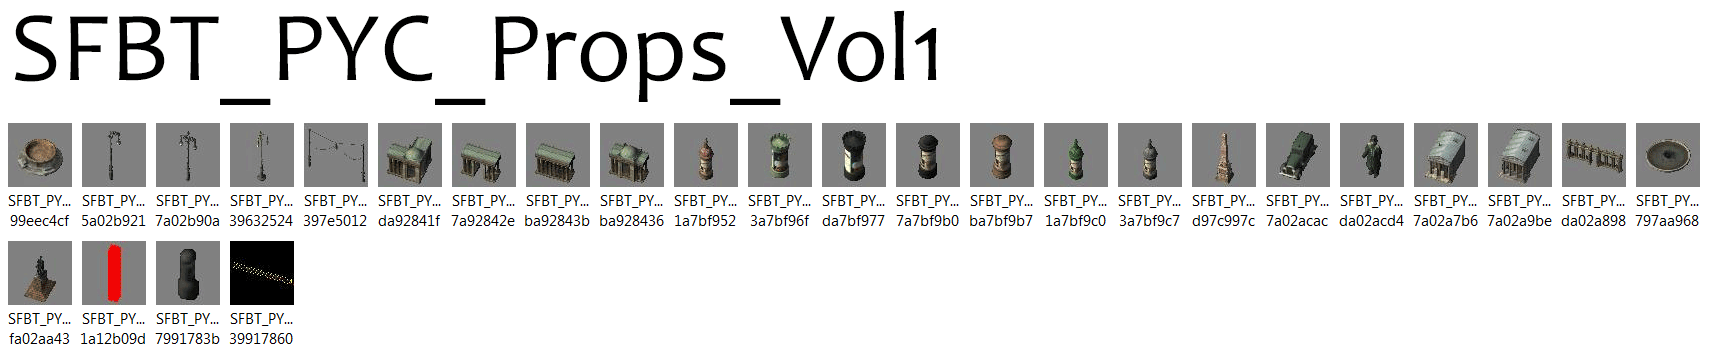 SFBT_PYC_Props_Vol1
SFBT_PY... SFBT_PY... SFBT_PY... SFBT_PY... SFBT_PY... SFBT_PY... SFBT_PY... SFBT_PY... SFBT_PY... SFBT_PY... SFBT_PY... SFBT_PY... SFBT_PY... SFBT_PY... SFBT_PY... SFBT_PY... SFBT_PY... SFBT_PY... SFBT_PY... SFBT_PY... SFBT_PY... SFBT_PY... SFBT_PY...
99eec4cf 5a02b921 7a02b90a 39632524 397e5012 da92841f 7a92842e ba92843b ba928436 1a7bf952 3a7bf96f da7bf977 7a7bf9b0 ba7bf9b7 1a7bf9c0 3a7bf9c7 d97c997c 7a02acac da02acd4 7a02a7b6 7a02a9be da02a898 797aa968
SFBT_PY... SFBT_PY... SFBT_PY... SFBT_PY...
fa02aa43 1a12b09d 7991783b 39917860